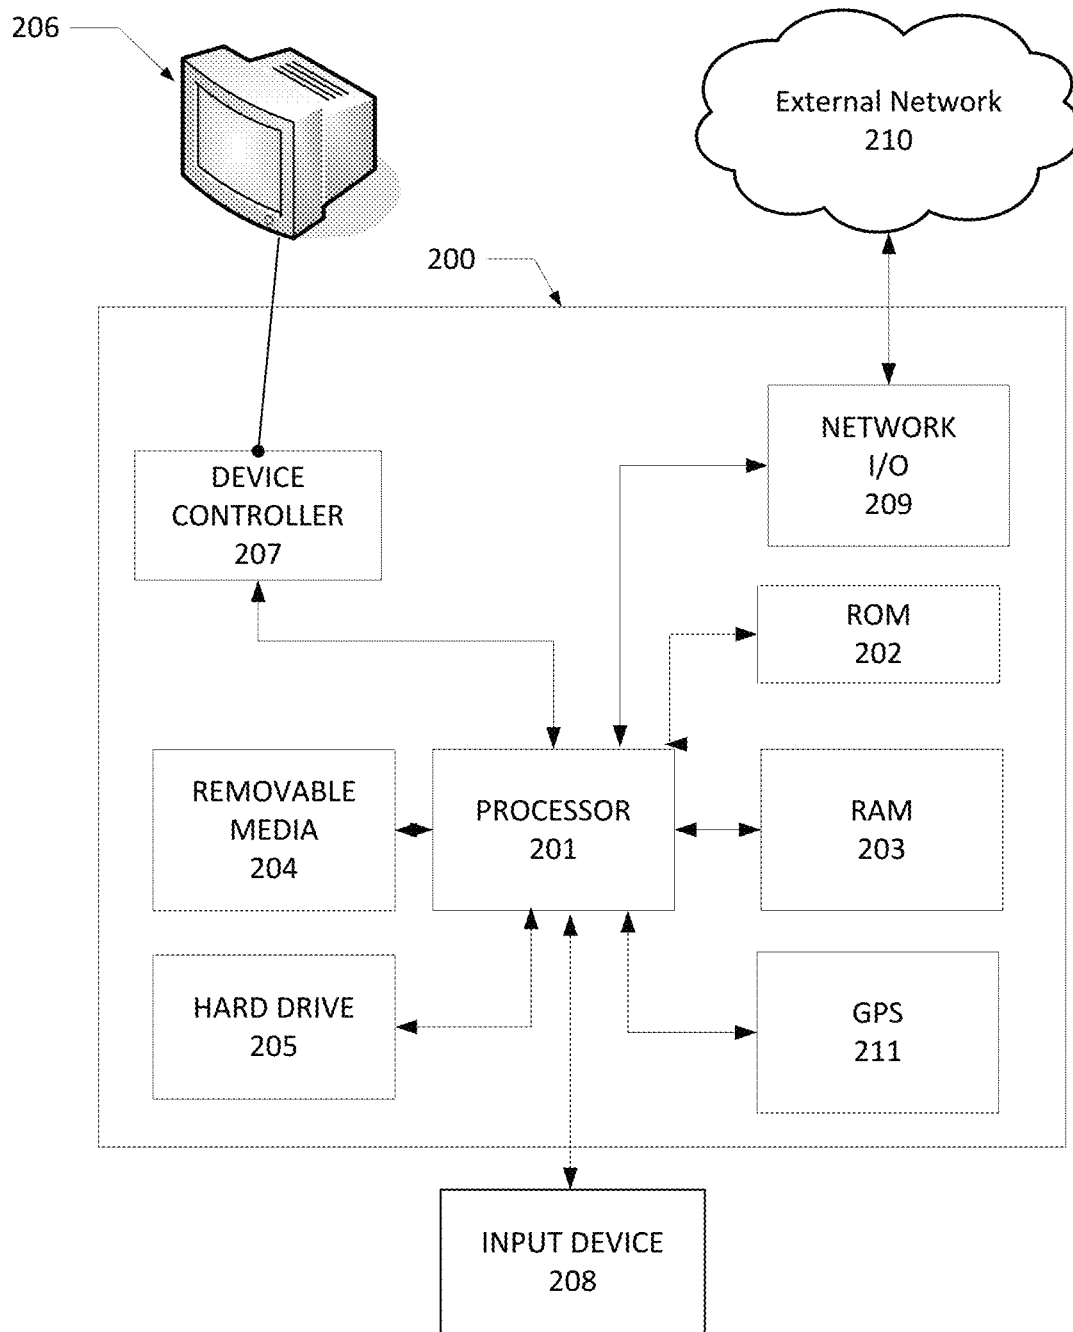 206
External Network
210
200
NETWORK
I/O
209
DEVICE
CONTROLLER
207
ROM
202
REMOVABLE
MEDIA
204
PROCESSOR
201
RAM
203
HARD DRIVE
205
GPS
211
INPUT DEVICE
208